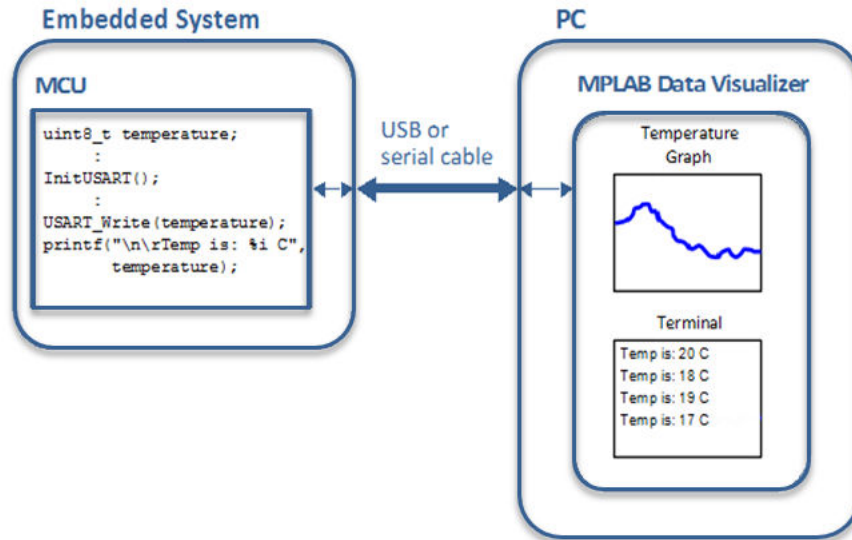 Embedded System
MCU
uint8_t temperature;
:
InitUSART();
:
USART_Write(temperature);
printf("\n\rTemp is: %i C",
temperature);
USB or
serial cable
PC
MPLAB Data Visualizer
Temperature
Graph
Terminal
Temp is: 20 C
Temp is: 18 C
Temp is: 19 C
Temp is: 17 C